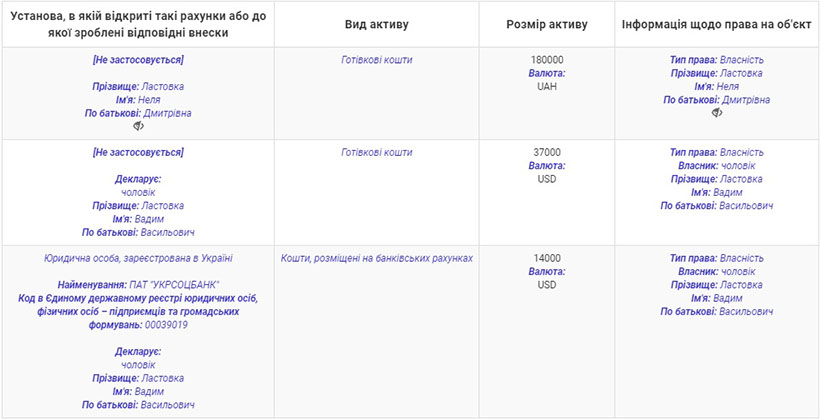 Установа, в якій відкриті такі рахунки або до
якої зроблені відповідні внески
Вид активу
Розмір активу
Інформація щодо права на об'єкт
[Не застосовується]
Прізвище: Ластовка
Ім'я: Неля
По батькові: Дмитрівна
Готівкові кошти
180000
Валюта:
UAH
Тип права: Власність
Прізвище: Ластовка
Ім'я: Неля
По батькові: Дмитрівна
[Не застосовується]
Декларує:
чоловік
Прізвище: Ластовка
Ім'я: Вадим
По батькові: Васильович
Готівкові кошти
37000
Валюта:
USD
Тип права: Власність
Власник: чоловік
Прізвище: Ластовка
Ім'я: Вадим
По батькові: Васильович
Юридична особа, зареєстрована в Україні
Найменування: ПАТ "УКРСОЦБАНК"
Код в Єдиному державному реєстрі юридичних осіб,
фізичних осіб – підприємців та громадських
формувань: 00039019
Декларує:
чоловік
Прізвище: Ластовка
Ім'я: Вадим
По батькові: Васильович
Кошти, розміщені на банківських рахунках
14000
Валюта:
USD
Тип права: Власність
Власник: чоловік
Прізвище: Ластовка
Ім'я: Вадим
По батькові: Васильович